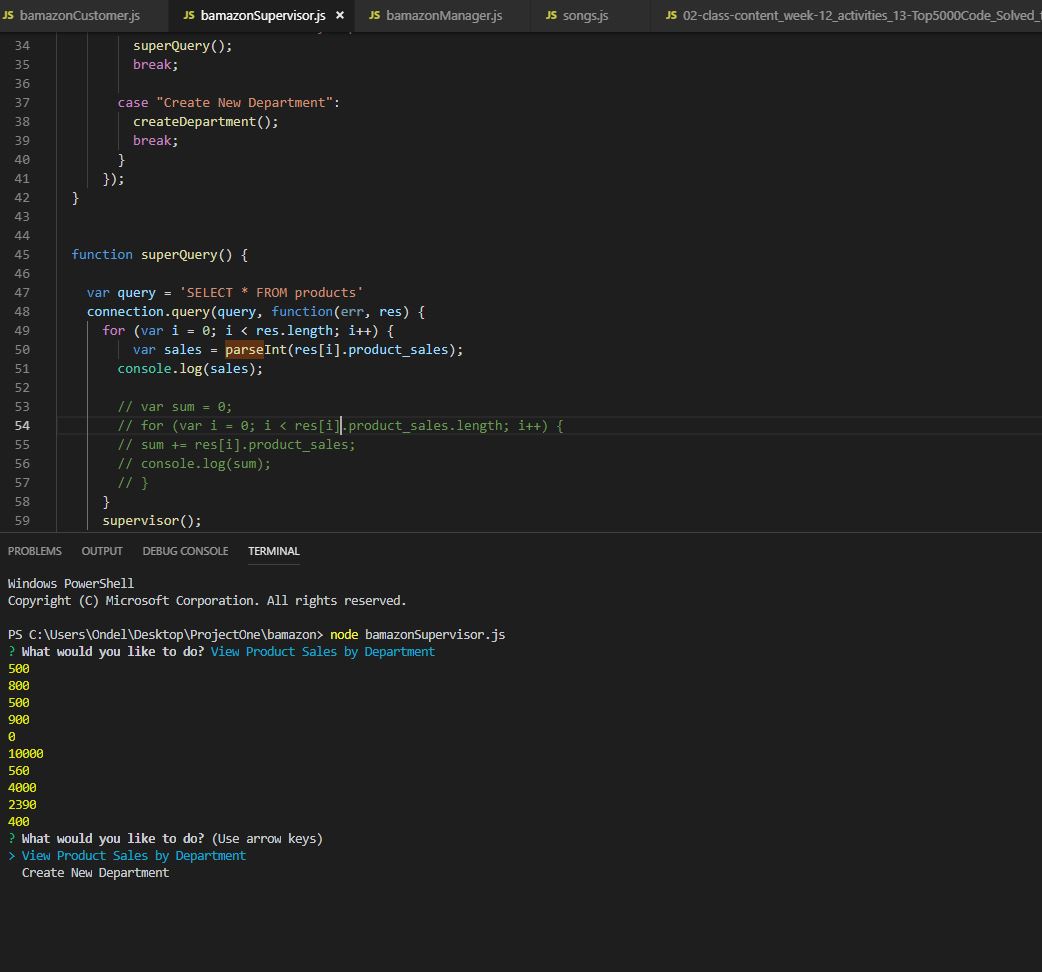 JS bamazonCustomer.js JS bamazonSupervisor.js × JS bamazonManager.js JS songs.js JS 02-class-content_week-12_activities_13-Top5000Code_Solved_t
34 superQuery();
35 break;
36
37 case "Create New Department":
38 createDepartment();
39 break;
40 }
41 });
42 }
43
44
45 function superQuery() {
46
47 var query = 'SELECT * FROM products'
48 connection.query(query, function(err, res) {
49 for (var i = 0; i < res.length; i++) {
50 var sales = parseInt(res[i].product_sales);
51 console.log(sales);
52
53 // var sum = 0;
54 // for (var i = 0; i < res[i].product_sales.length; i++) {
55 // sum += res[i].product_sales;
56 // console.log(sum);
57 // }
58 }
59 supervisor();
PROBLEMS OUTPUT DEBUG CONSOLE TERMINAL
Windows PowerShell
Copyright (C) Microsoft Corporation. All rights reserved.
PS C:\Users\Ondel\Desktop\ProjectOne\bamazon> node bamazonSupervisor.js
? What would you like to do? View Product Sales by Department
500
800
500
900
0
10000
560
4000
2390
400
? What would you like to do? (Use arrow keys)
> View Product Sales by Department
Create New Department